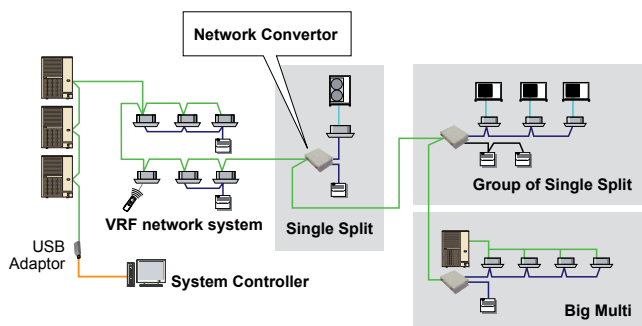 Network Convertor
VRF network system
Single Split
Group of Single Split
USB
Adaptor
System Controller
Big Multi